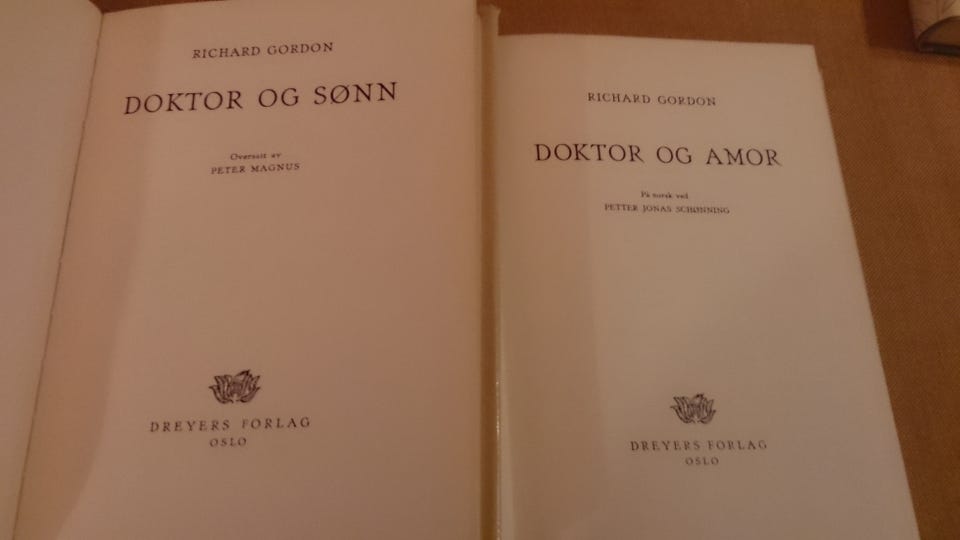 RICHARD GORDON
DOKTOR OG SØNN
Oversatt av
PETER MAGNUS
DREYERS FORLAG
OSLO
RICHARD GORDON
DOKTOR OG AMOR
På norsk ved
PETTER JONAS SCHØNNING
DREYERS FORLAG
OSLO